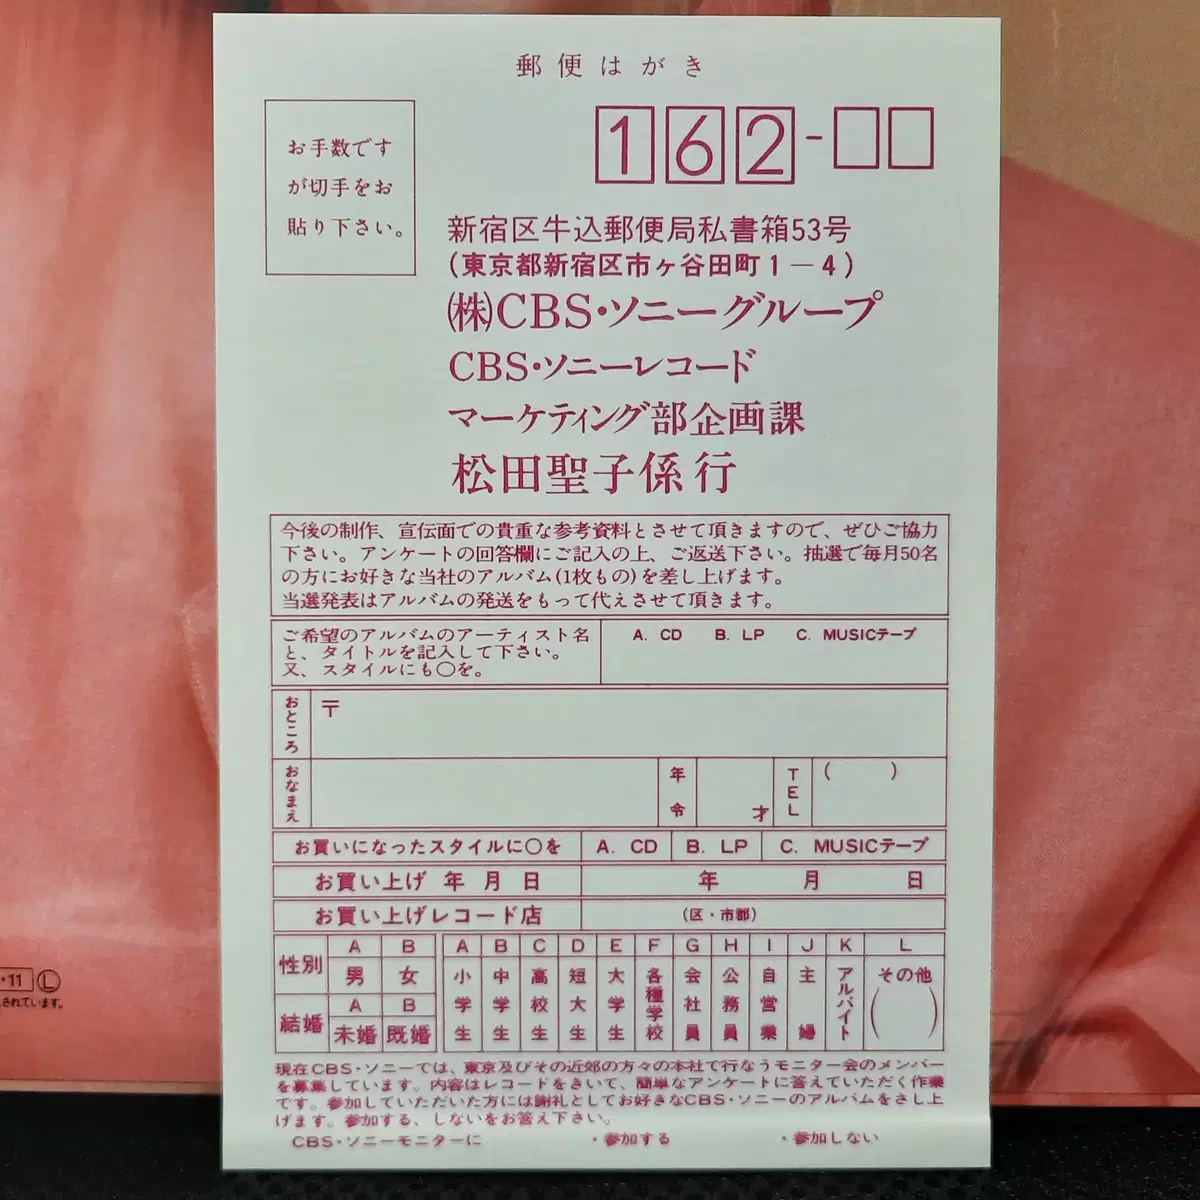 郵便はがき
お手数です
が切手をお
貼り下さい。
162-
新宿区牛込郵便局私書箱53号
(東京都新宿区市ヶ谷田町1―4)
㈱CBS・ソニーグループ
CBS・ソニーレコード
マーケティング部企画課
松田聖子係行
今後の制作、宣伝面での貴重な参考資料とさせて頂きますので、ぜひご協力
下さい。アンケートの回答欄にご記入の上、ご返送下さい。抽選で毎月50名
の方にお好きな当社のアルバム(1枚もの)を差し上げます。
当選発表はアルバムの発送をもって代えさせて頂きます。
ご希望のアルバムのアーティスト名
と、タイトルを記入して下さい。
又、スタイルにも○を。
A. CD B. LP C. MUSICテープ
おところ
〒
おなまえ
年令
才
TEL
( )
お買いになったスタイルに○を A. CD B. LP C. MUSICテープ
お買い上げ 年 月 日 年 月 日
お買い上げレコード店 (区・市郡)
性別
A B
男 女
結婚
A B
未婚 既婚
A B C D E F G H I J K L
小学生 中学生 高校生 短大生 大学生 各種学校 会社員 公務員 自営業 主婦 アルバイト その他( )
現在CBS・ソニーでは、東京及びその近郊の方々の本社で行なうモニター会のメンバー
を募集しています。内容はレコードをきいて、簡単なアンケートに答えていただく作業
です。参加していただいた方には謝礼としてお好きなCBS・ソニーのアルバムをさし上
げます。参加する、しないをお答え下さい。
CBS・ソニーモニターに ・参加する ・参加しない
・11 Ⓛ
されています。